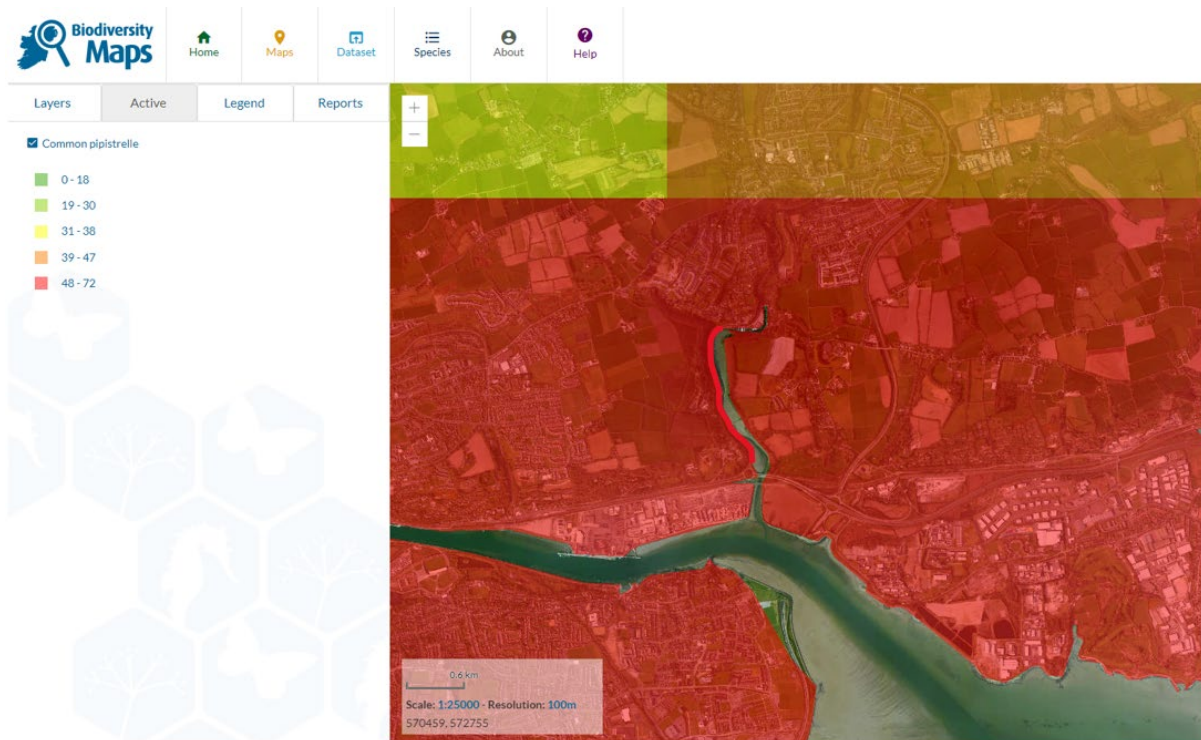 Biodiversity
Maps
Home
Maps
Dataset
Species
About
Help
Layers
Active
Legend
Reports
+
−
Common pipistrelle
0 - 18
19 - 30
31 - 38
39 - 47
48 - 72
0.6 km
Scale: 1:25000 - Resolution: 100m
570459, 572755